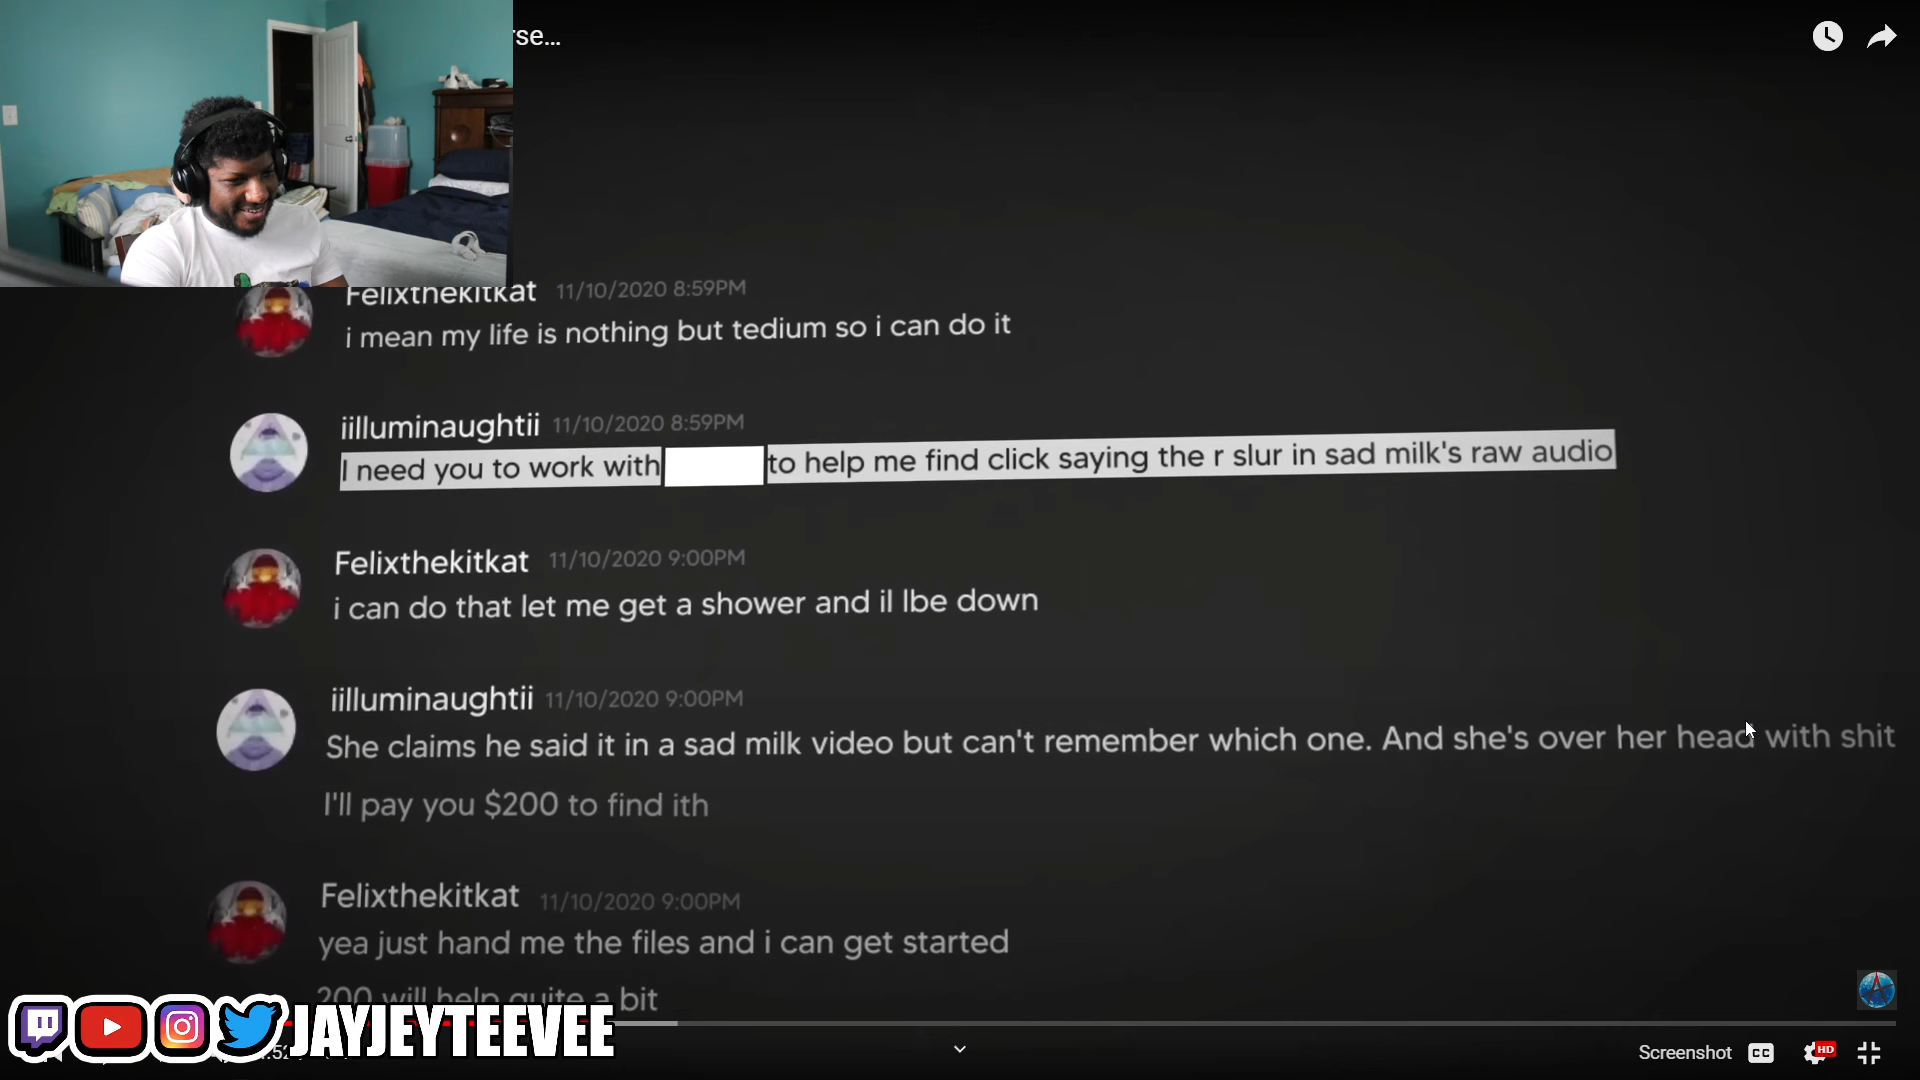 rse...
Felixthekitkat 11/10/2020 8:59PM
i mean my life is nothing but tedium so i can do it
iilluminaughtii 11/10/2020 8:59PM
I need you to work with to help me find click saying the r slur in sad milk's raw audio
Felixthekitkat 11/10/2020 9:00PM
i can do that let me get a shower and il lbe down
iilluminaughtii 11/10/2020 9:00PM
She claims he said it in a sad milk video but can't remember which one. And she's over her head with shit
I'll pay you $200 to find ith
Felixthekitkat 11/10/2020 9:00PM
yea just hand me the files and i can get started
200 will help quite a bit
JAYJEYTEEVEE
Screenshot CC HD